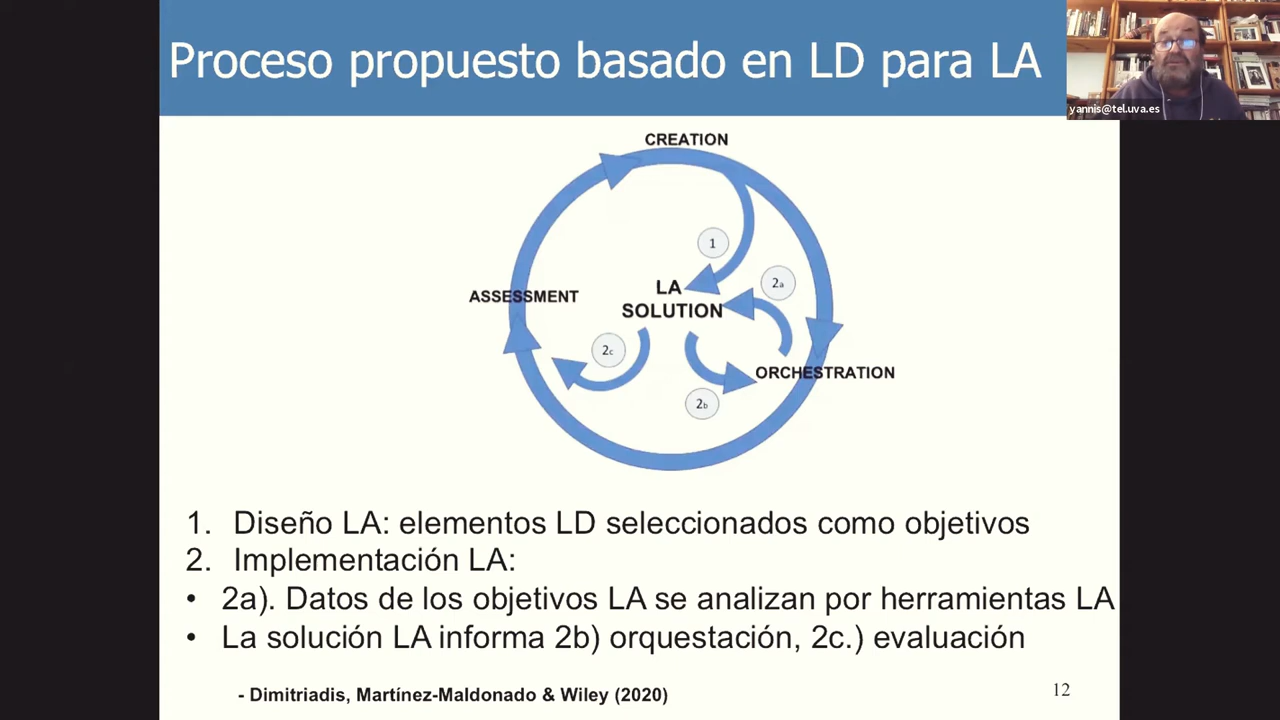 Proceso propuesto basado en LD para LA
yannis@tel.uva.es
CREATION
1
2a
LA
SOLUTION
ASSESSMENT
2c
ORCHESTRATION
2b
1. Diseño LA: elementos LD seleccionados como objetivos
2. Implementación LA:
• 2a). Datos de los objetivos LA se analizan por herramientas LA
• La solución LA informa 2b) orquestación, 2c.) evaluación
- Dimitriadis, Martínez-Maldonado & Wiley (2020)
12